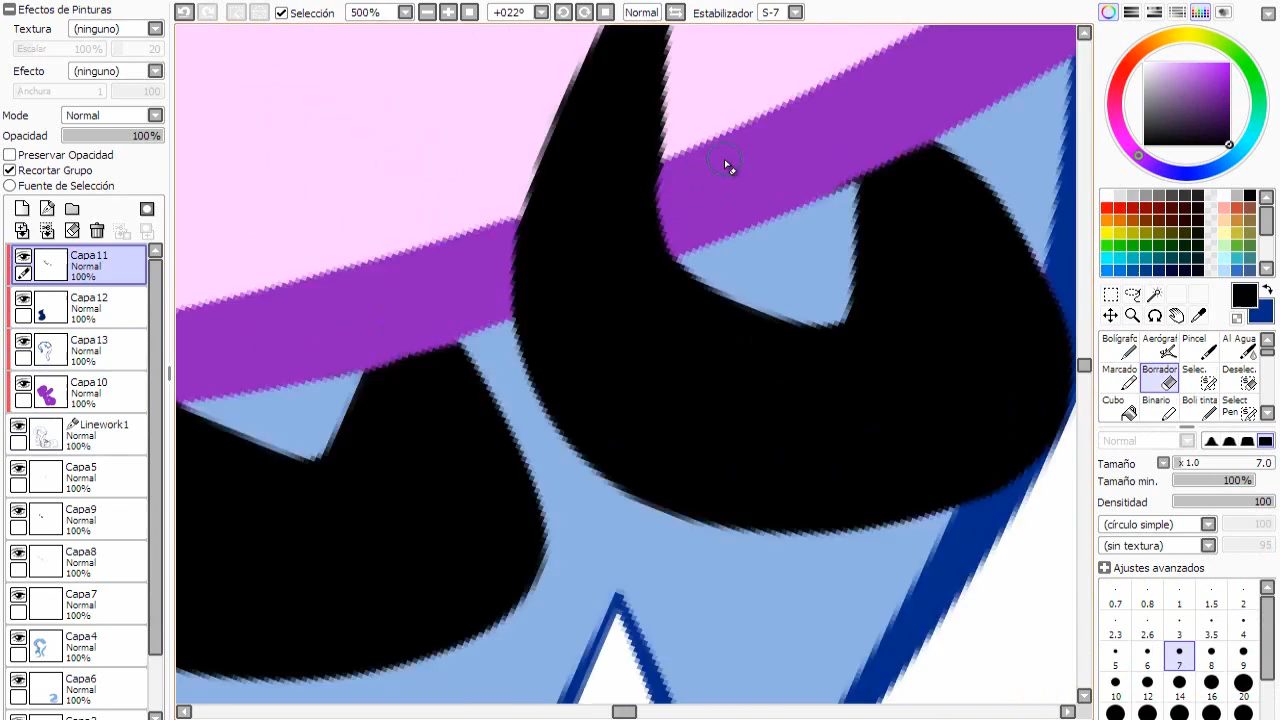 Efectos de Pinturas
Textura (ninguno)
Escalar 100% 20
Efecto (ninguno)
Anchura 1 100
Mode Normal
Opacidad 100%
Preservar Opacidad
Recortar Grupo
Fuente de Selección
Capa11
Normal
100%
Capa12
Normal
100%
Capa13
Normal
100%
Capa10
Normal
100%
Linework1
Normal
100%
Capa5
Normal
100%
Capa9
Normal
100%
Capa8
Normal
100%
Capa7
Normal
100%
Capa4
Normal
100%
Capa6
Normal
100%
Selección 500% +022º Normal Estabilizador S-7
Bolígrafc Aerógraf Pincel Al Agua
Marcado Borrador Selec. Deselec.
Cubo Binario Boli tinta Select Pen
Normal
Tamaño x 1.0 7.0
Tamaño min. 100%
Densitidad 100
(círculo simple) 100
(sin textura) 95
Ajustes avanzados
0.7 0.8 1 1.5 2
2.3 2.6 3 3.5 4
5 6 7 8 9
10 12 14 16 20